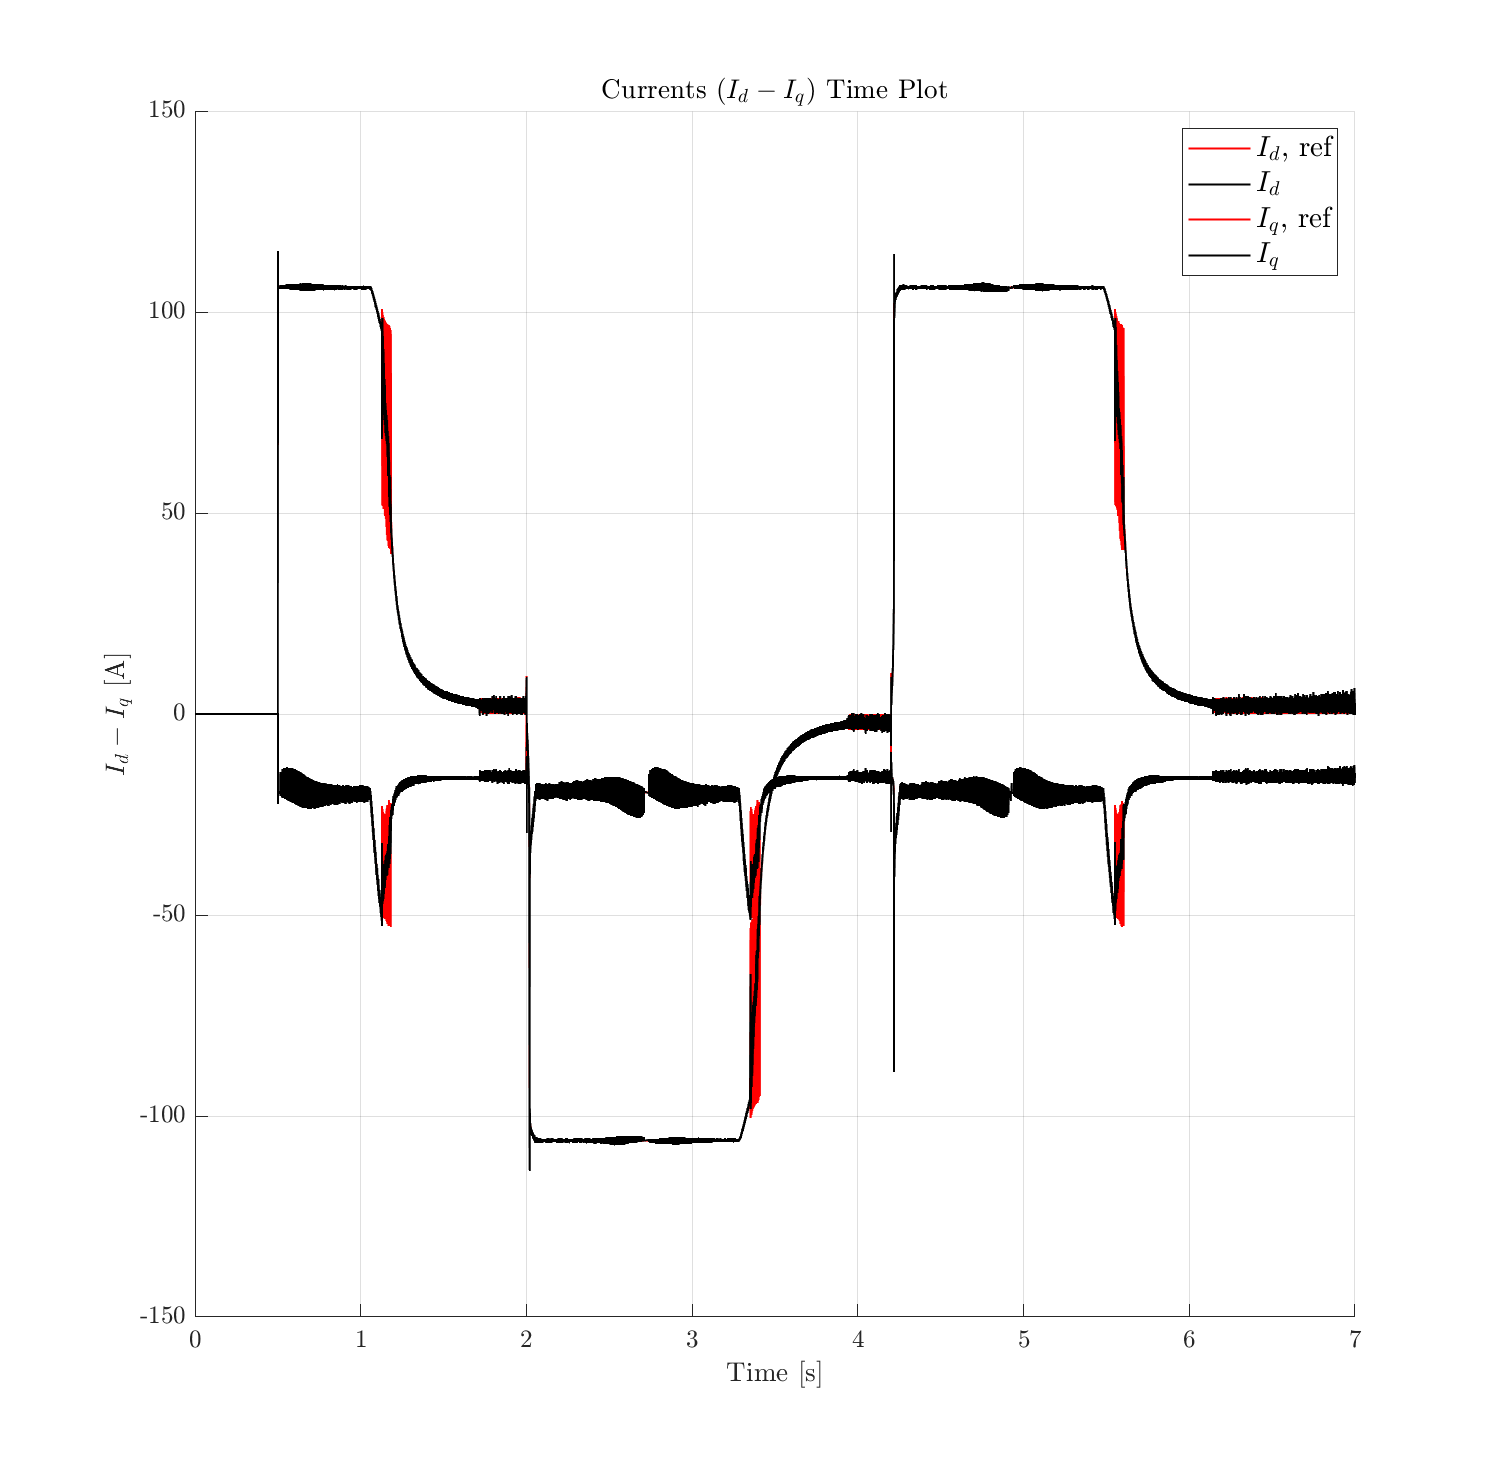 Currents (I_d − I_q) Time Plot
I_d, ref
I_d
I_q, ref
I_q
150
100
50
0
-50
-100
-150
I_d − I_q [A]
0 1 2 3 4 5 6 7
Time [s]